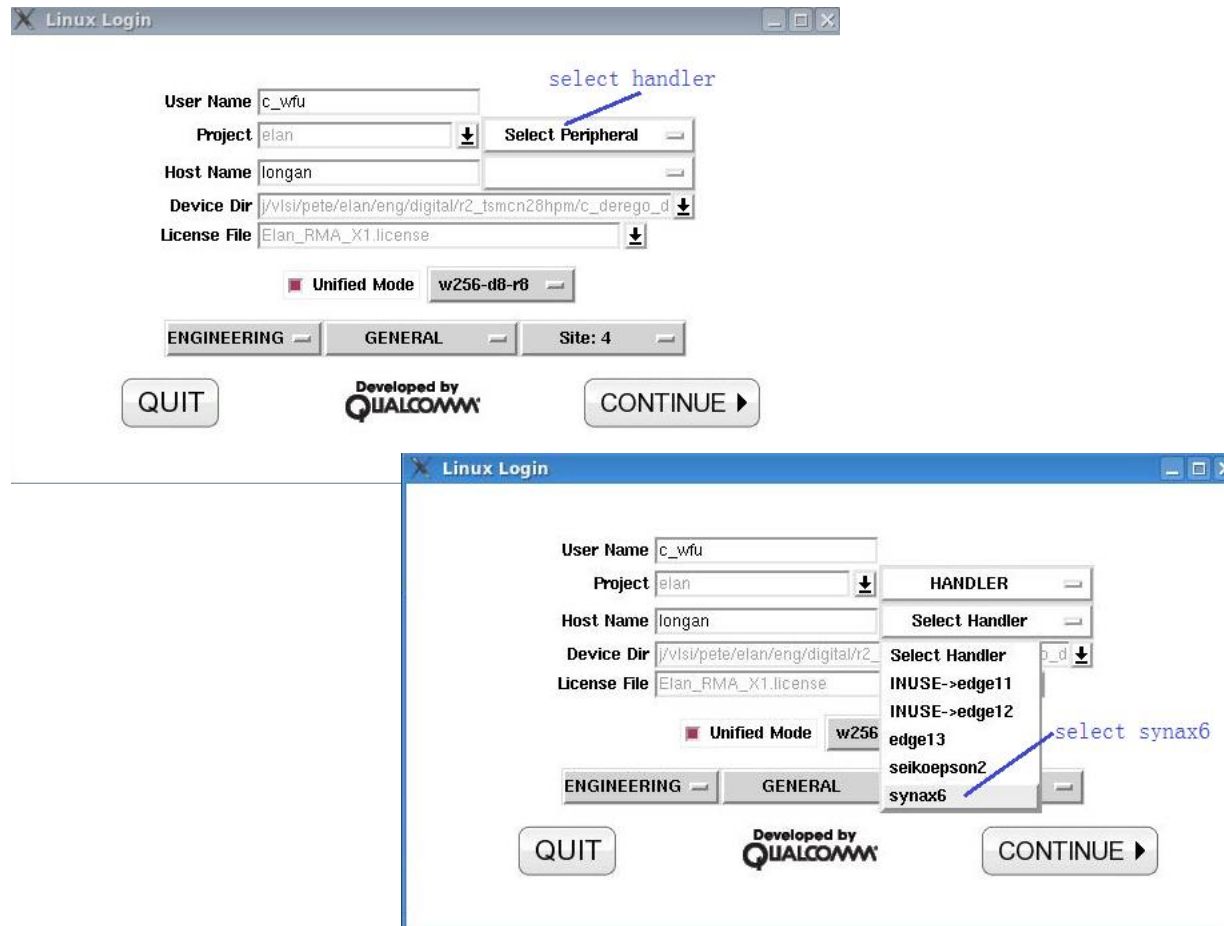 Linux Login
select handler
User Name c_wfu
Project elan Select Peripheral
Host Name longan
Device Dir j/vlsi/pete/elan/eng/digital/r2_tsmcn28hpm/c_derego_d
License File Elan_RMA_X1.license
Unified Mode w256-d8-r8
ENGINEERING GENERAL Site: 4
QUIT Developed by QUALCOMM CONTINUE
Linux Login
User Name c_wfu
Project elan HANDLER
Host Name longan Select Handler
Device Dir j/vlsi/pete/elan/eng/digital/r2_ Select Handler o_d
License File Elan_RMA_X1.license INUSE->edge11
INUSE->edge12
Unified Mode w256 edge13 select synax6
seikoepson2
ENGINEERING GENERAL synax6
QUIT Developed by QUALCOMM CONTINUE